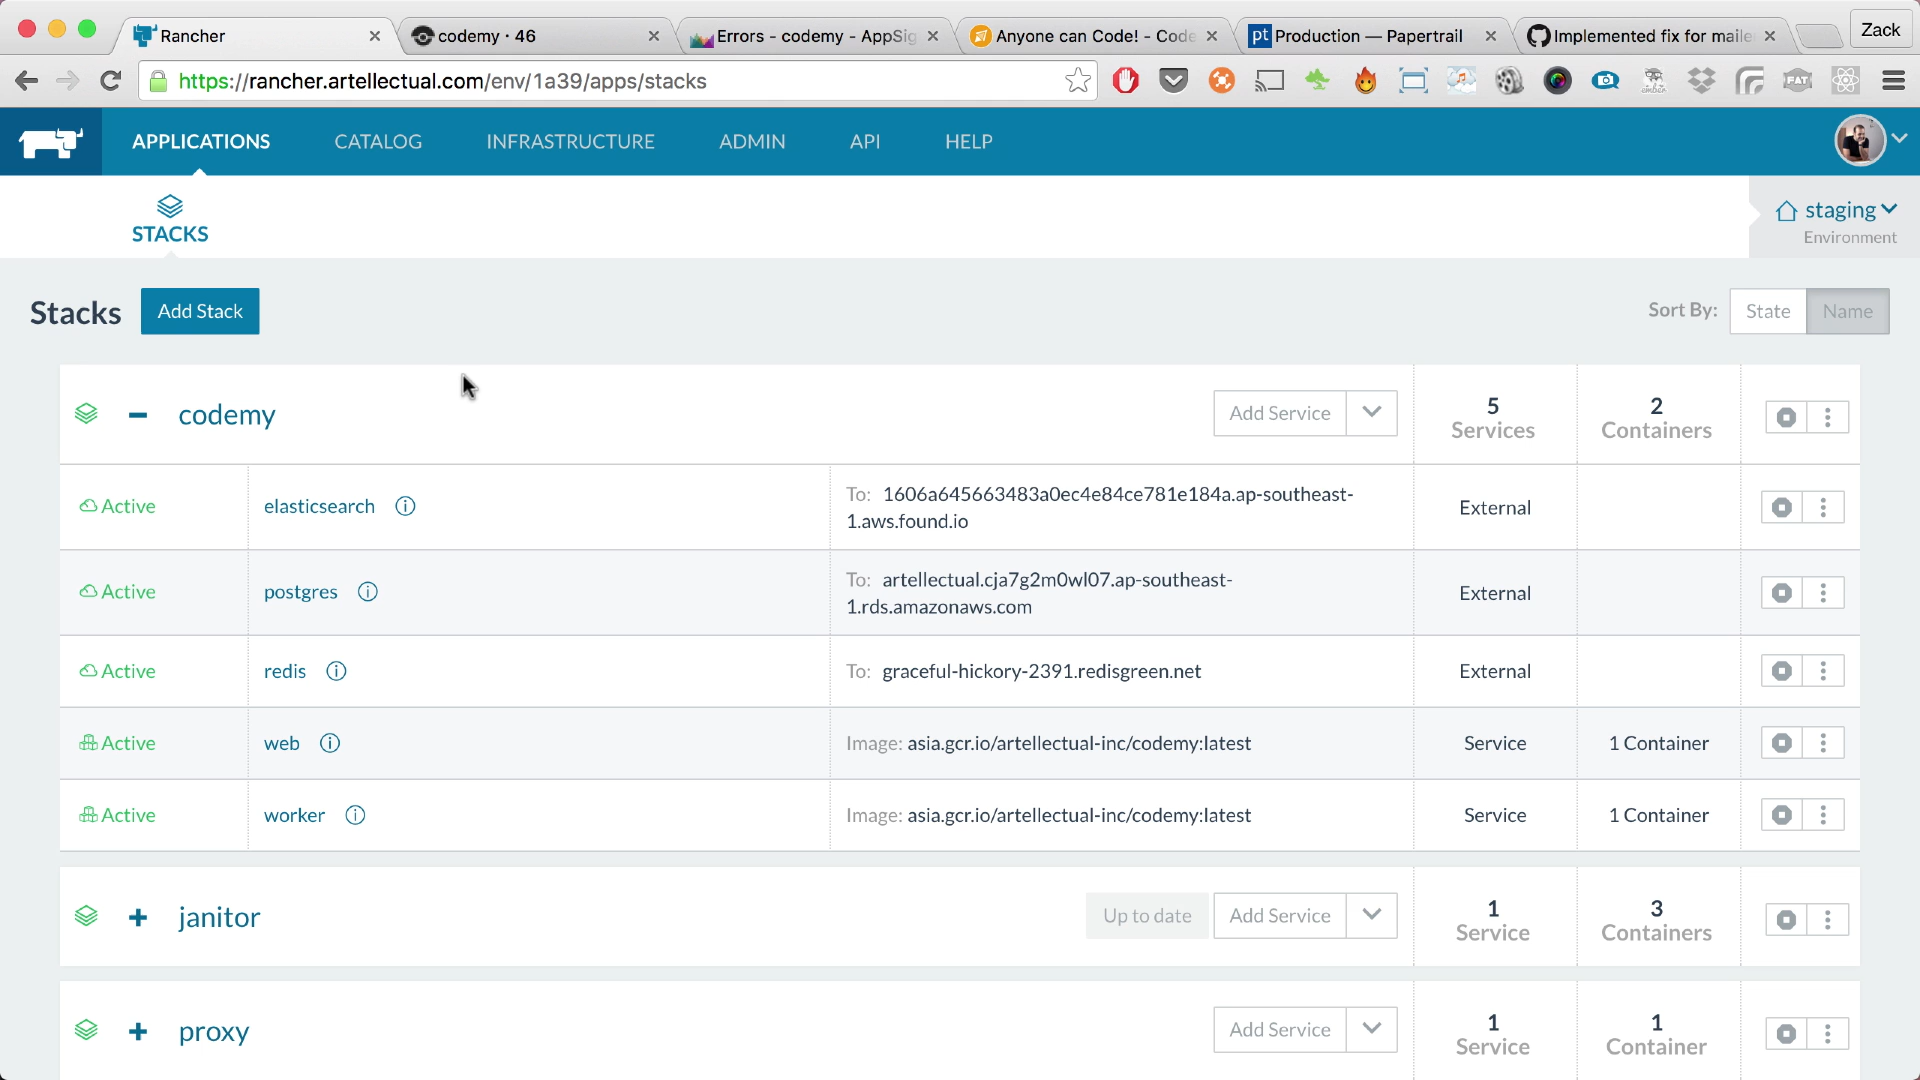 Rancher
codemy · 46
Errors - codemy - AppSig
Anyone can Code! - Code
pt Production — Papertrail
Implemented fix for maile
Zack
https://rancher.artellectual.com/env/1a39/apps/stacks
FAT
APPLICATIONS
CATALOG
INFRASTRUCTURE
ADMIN
API
HELP
STACKS
staging
Environment
Stacks
Add Stack
Sort By:
State
Name
codemy
Add Service
5
Services
2
Containers
Active
elasticsearch
To: 1606a645663483a0ec4e84ce781e184a.ap-southeast-
1.aws.found.io
External
Active
postgres
To: artellectual.cja7g2m0wl07.ap-southeast-
1.rds.amazonaws.com
External
Active
redis
To: graceful-hickory-2391.redisgreen.net
External
Active
web
Image: asia.gcr.io/artellectual-inc/codemy:latest
Service
1 Container
Active
worker
Image: asia.gcr.io/artellectual-inc/codemy:latest
Service
1 Container
janitor
Up to date
Add Service
1
Service
3
Containers
proxy
Add Service
1
Service
1
Container